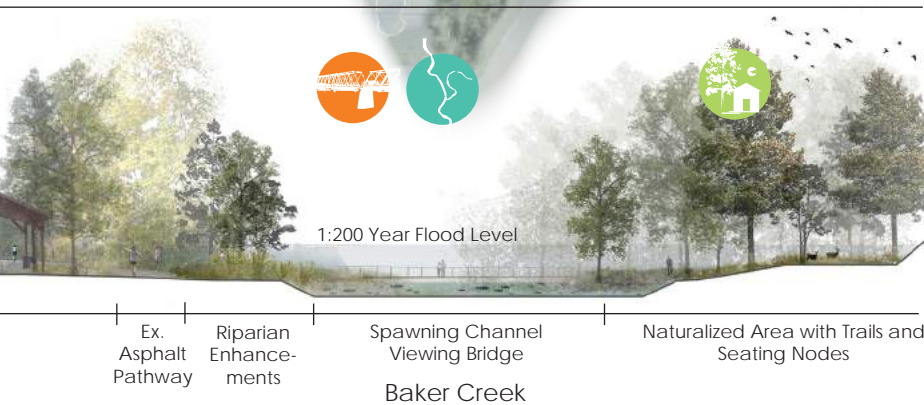 1:200 Year Flood Level
Ex.
Asphalt
Pathway
Riparian
Enhance-
ments
Spawning Channel
Viewing Bridge
Naturalized Area with Trails and
Seating Nodes
Baker Creek